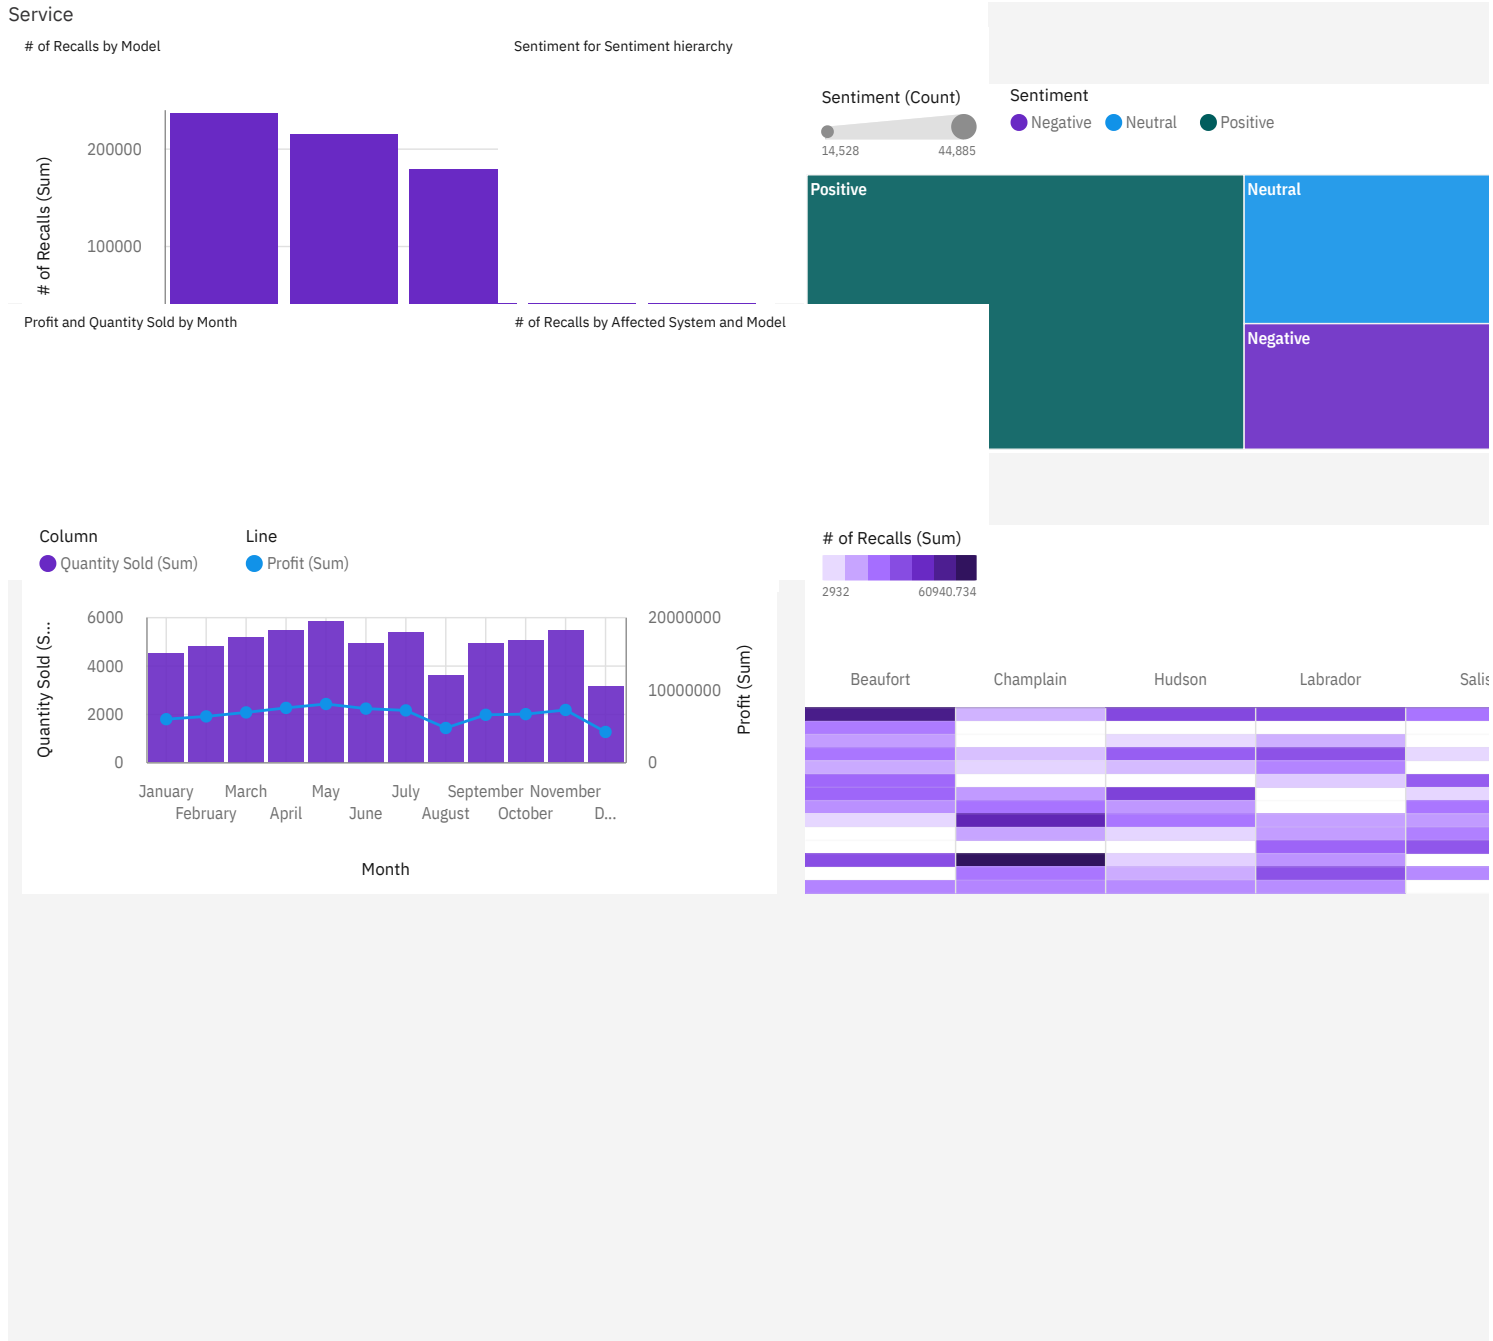 Service
# of Recalls by Model
Sentiment for Sentiment hierarchy
# of Recalls (Sum)
200000
100000
Sentiment (Count)
14,528
44,885
Sentiment
Negative
Neutral
Positive
Positive
Neutral
Negative
Profit and Quantity Sold by Month
# of Recalls by Affected System and Model
Column
Quantity Sold (Sum)
Line
Profit (Sum)
Quantity Sold (S...
6000
4000
2000
0
20000000
10000000
0
Profit (Sum)
January
February
March
April
May
June
July
August
September
October
November
D...
Month
# of Recalls (Sum)
2932
60940.734
Beaufort
Champlain
Hudson
Labrador
Salis